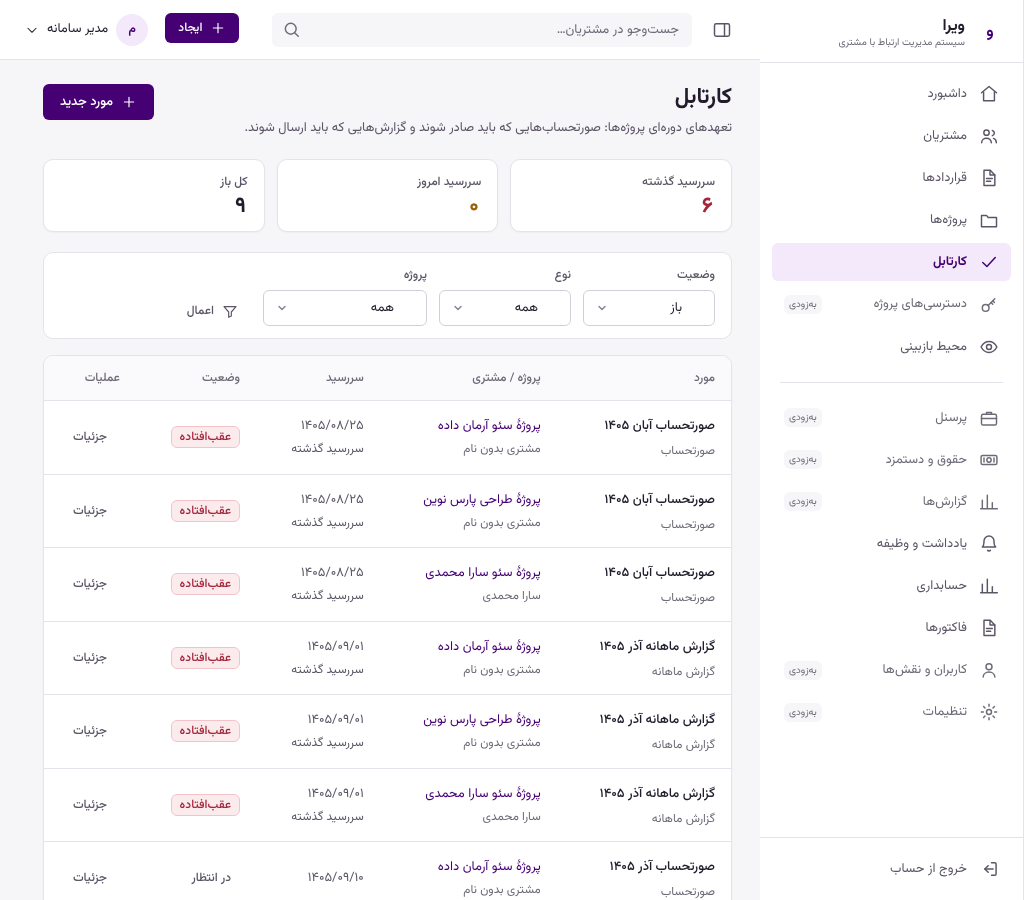 و
ویرا
سیستم مدیریت ارتباط با مشتری
داشبورد
مشتریان
قراردادها
پروژه‌ها
کارتابل
دسترسی‌های پروژه
به‌زودی
محیط بازبینی
پرسنل
به‌زودی
حقوق و دستمزد
به‌زودی
گزارش‌ها
به‌زودی
یادداشت و وظیفه
حسابداری
فاکتورها
کاربران و نقش‌ها
به‌زودی
تنظیمات
به‌زودی
خروج از حساب
جست‌وجو در مشتریان...
ایجاد
م
مدیر سامانه
کارتابل
مورد جدید
تعهدهای دوره‌ای پروژه‌ها: صورتحساب‌هایی که باید صادر شوند و گزارش‌هایی که باید ارسال شوند.
سررسید گذشته
۶
سررسید امروز
۰
کل باز
۹
وضعیت
باز
نوع
همه
پروژه
همه
اعمال
مورد پروژه / مشتری سررسید وضعیت عملیات
صورتحساب آبان ۱۴۰۵ پروژهٔ سئو آرمان داده ۱۴۰۵/۰۸/۲۵ عقب‌افتاده جزئیات
صورتحساب مشتری بدون نام سررسید گذشته
صورتحساب آبان ۱۴۰۵ پروژهٔ طراحی پارس نوین ۱۴۰۵/۰۸/۲۵ عقب‌افتاده جزئیات
صورتحساب مشتری بدون نام سررسید گذشته
صورتحساب آبان ۱۴۰۵ پروژهٔ سئو سارا محمدی ۱۴۰۵/۰۸/۲۵ عقب‌افتاده جزئیات
صورتحساب سارا محمدی سررسید گذشته
گزارش ماهانه آذر ۱۴۰۵ پروژهٔ سئو آرمان داده ۱۴۰۵/۰۹/۰۱ عقب‌افتاده جزئیات
گزارش ماهانه مشتری بدون نام سررسید گذشته
گزارش ماهانه آذر ۱۴۰۵ پروژهٔ طراحی پارس نوین ۱۴۰۵/۰۹/۰۱ عقب‌افتاده جزئیات
گزارش ماهانه مشتری بدون نام سررسید گذشته
گزارش ماهانه آذر ۱۴۰۵ پروژهٔ سئو سارا محمدی ۱۴۰۵/۰۹/۰۱ عقب‌افتاده جزئیات
گزارش ماهانه سارا محمدی سررسید گذشته
صورتحساب آذر ۱۴۰۵ پروژهٔ سئو آرمان داده ۱۴۰۵/۰۹/۱۰ در انتظار جزئیات
صورتحساب مشتری بدون نام